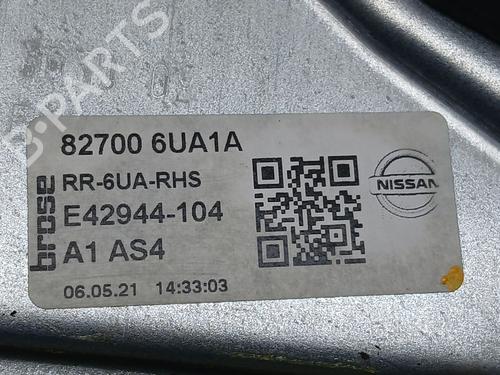 B-PARTS
brose
82700 6UA1A
RR-6UA-RHS
E42944-104
A1 AS4
06.05.21 14:33:03
NISSAN